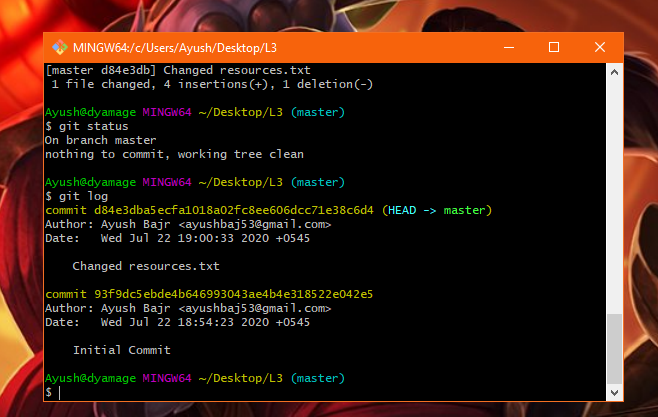 MINGW64:/c/Users/Ayush/Desktop/L3
[master d84e3db] Changed resources.txt
 1 file changed, 4 insertions(+), 1 deletion(-)
Ayush@dyamage MINGW64 ~/Desktop/L3 (master)
$ git status
On branch master
nothing to commit, working tree clean
Ayush@dyamage MINGW64 ~/Desktop/L3 (master)
$ git log
commit d84e3dba5ecfa1018a02fc8ee606dcc71e38c6d4 (HEAD -> master)
Author: Ayush Bajr <ayushbaj53@gmail.com>
Date:   Wed Jul 22 19:00:33 2020 +0545
    Changed resources.txt
commit 93f9dc5ebde4b646993043ae4b4e318522e042e5
Author: Ayush Bajr <ayushbaj53@gmail.com>
Date:   Wed Jul 22 18:54:23 2020 +0545
    Initial Commit
Ayush@dyamage MINGW64 ~/Desktop/L3 (master)
$